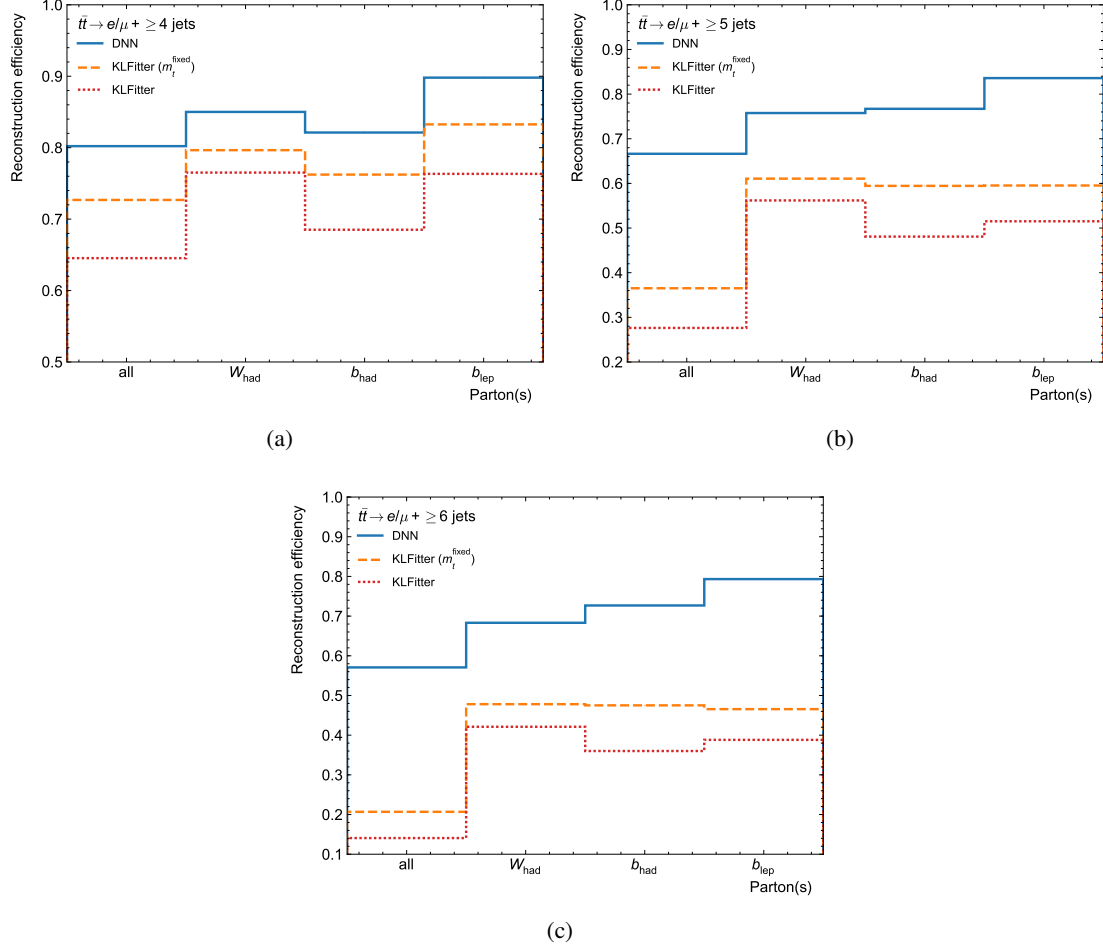 Reconstruction efficiency
1.0
0.9
0.8
0.7
0.6
0.5
tt̄ → e/μ + ≥ 4 jets
DNN
KLFitter (m_t^fixed)
KLFitter
all W_had b_had b_lep
Parton(s)
(a)
Reconstruction efficiency
1.0
0.9
0.8
0.7
0.6
0.5
0.4
0.3
0.2
tt̄ → e/μ + ≥ 5 jets
DNN
KLFitter (m_t^fixed)
KLFitter
all W_had b_had b_lep
Parton(s)
(b)
Reconstruction efficiency
1.0
0.9
0.8
0.7
0.6
0.5
0.4
0.3
0.2
0.1
tt̄ → e/μ + ≥ 6 jets
DNN
KLFitter (m_t^fixed)
KLFitter
all W_had b_had b_lep
Parton(s)
(c)